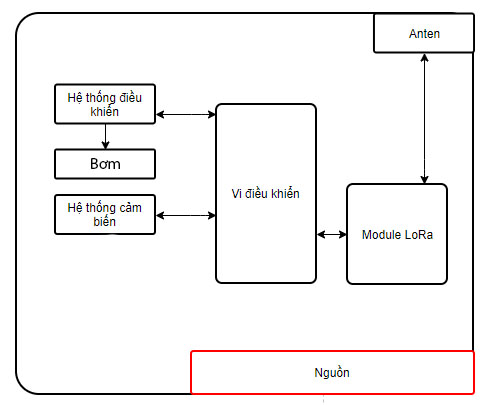 Anten
Hệ thống điều
khiển
Bơm
Hệ thống cảm
biến
Vi điều khiển
Module LoRa
Nguồn